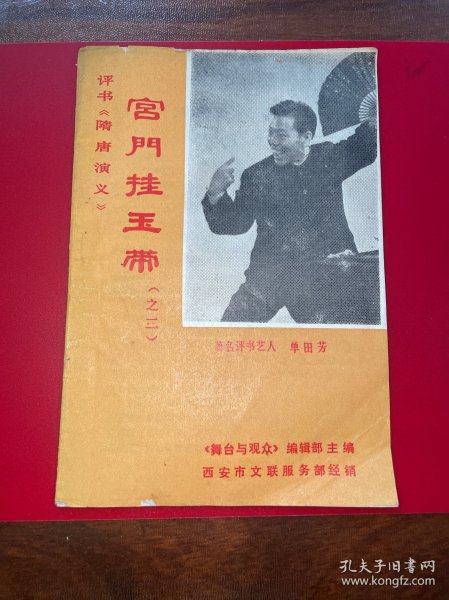 评书《隋唐演义》
宫門挂玉带
(之二)
著名评书艺人 单田芳
《舞台与观众》编辑部主编
西安市文联服务部经销
孔夫子旧书网
www.kongfz.com